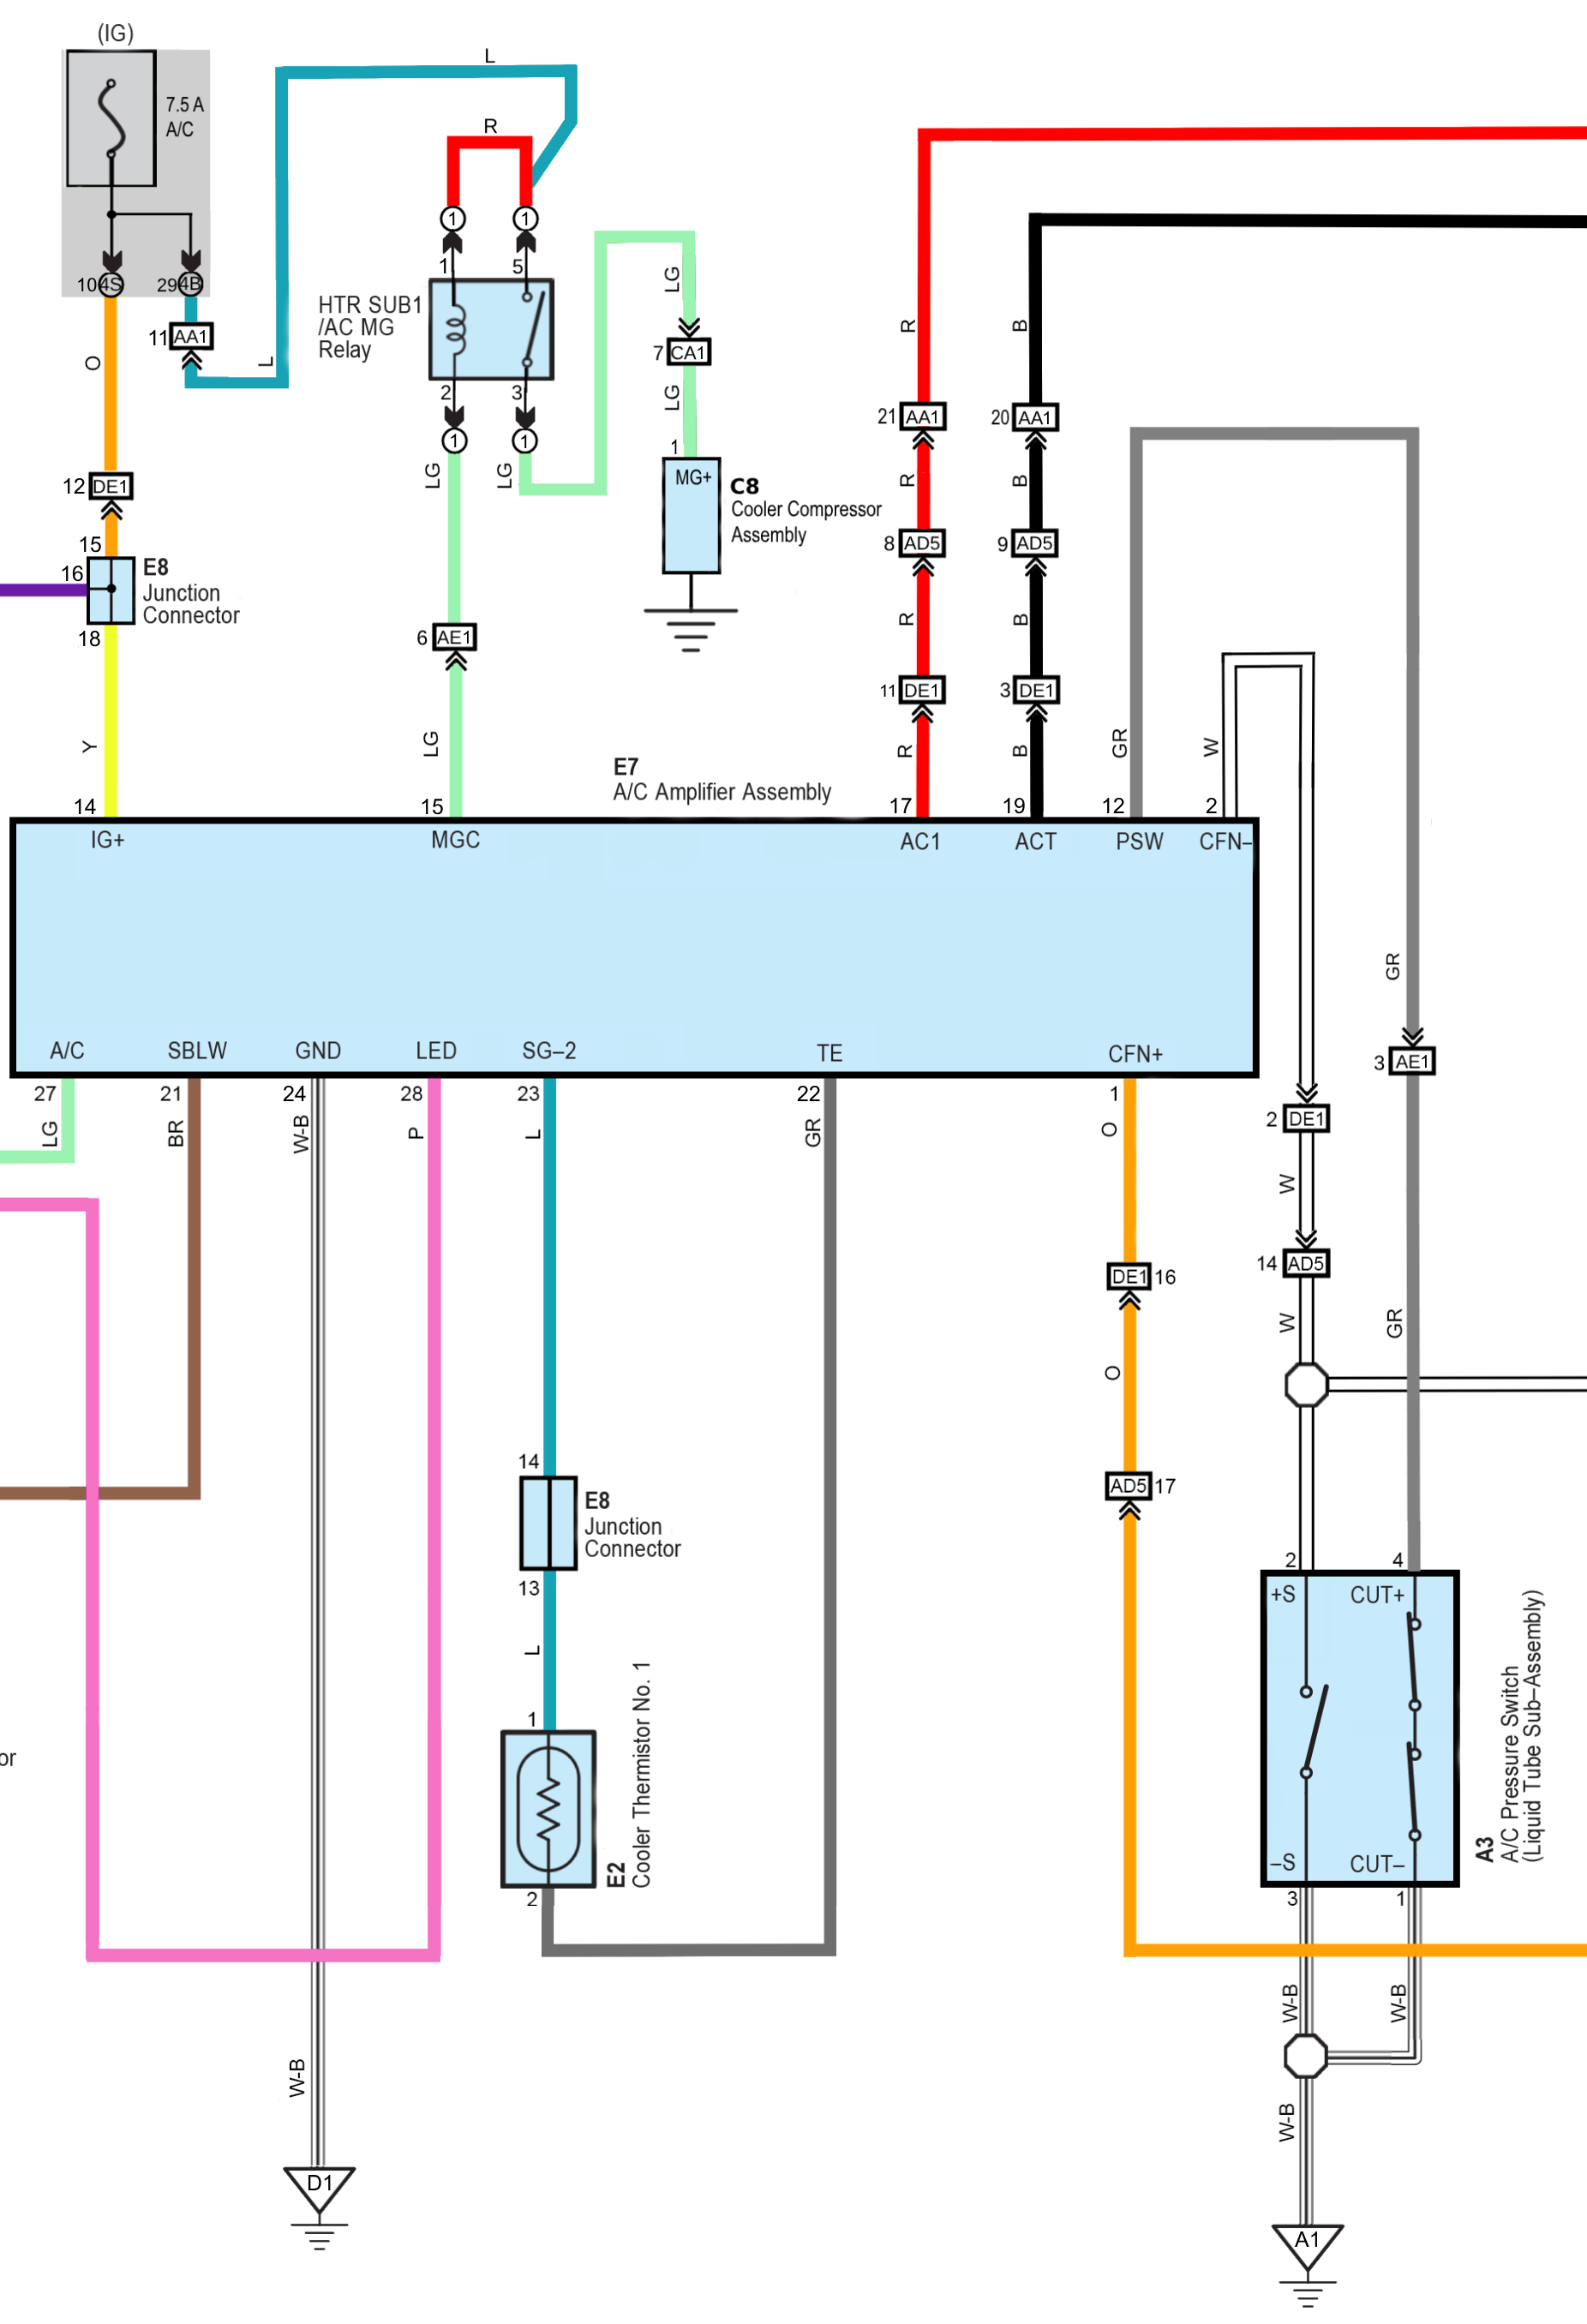 (IG)
7.5 A
A/C
10 4S
29 4B
11 AA1
L
L
R
1
1
1
5
HTR SUB1
/AC MG
Relay
2
3
1
1
LG
LG
LG
7 CA1
LG
1
MG+
C8
Cooler Compressor
Assembly
O
12 DE1
15
16
E8
Junction
Connector
18
Y
6 AE1
LG
R
B
21 AA1
20 AA1
R
B
8 AD5
9 AD5
R
B
11 DE1
3 DE1
R
B
GR
W
E7
A/C Amplifier Assembly
14
15
17
19
12
2
IG+
MGC
AC1
ACT
PSW
CFN–
A/C
SBLW
GND
LED
SG–2
TE
CFN+
27
21
24
28
23
22
1
LG
BR
W-B
P
L
GR
O
GR
3 AE1
2 DE1
W
14 AD5
W
GR
DE1 16
O
AD5 17
14
E8
Junction
Connector
13
L
1
E2
Cooler Thermistor No. 1
2
or
2
4
+S
CUT+
–S
CUT–
3
1
A3
A/C Pressure Switch
(Liquid Tube Sub–Assembly)
W-B
W-B
W-B
W-B
D1
A1